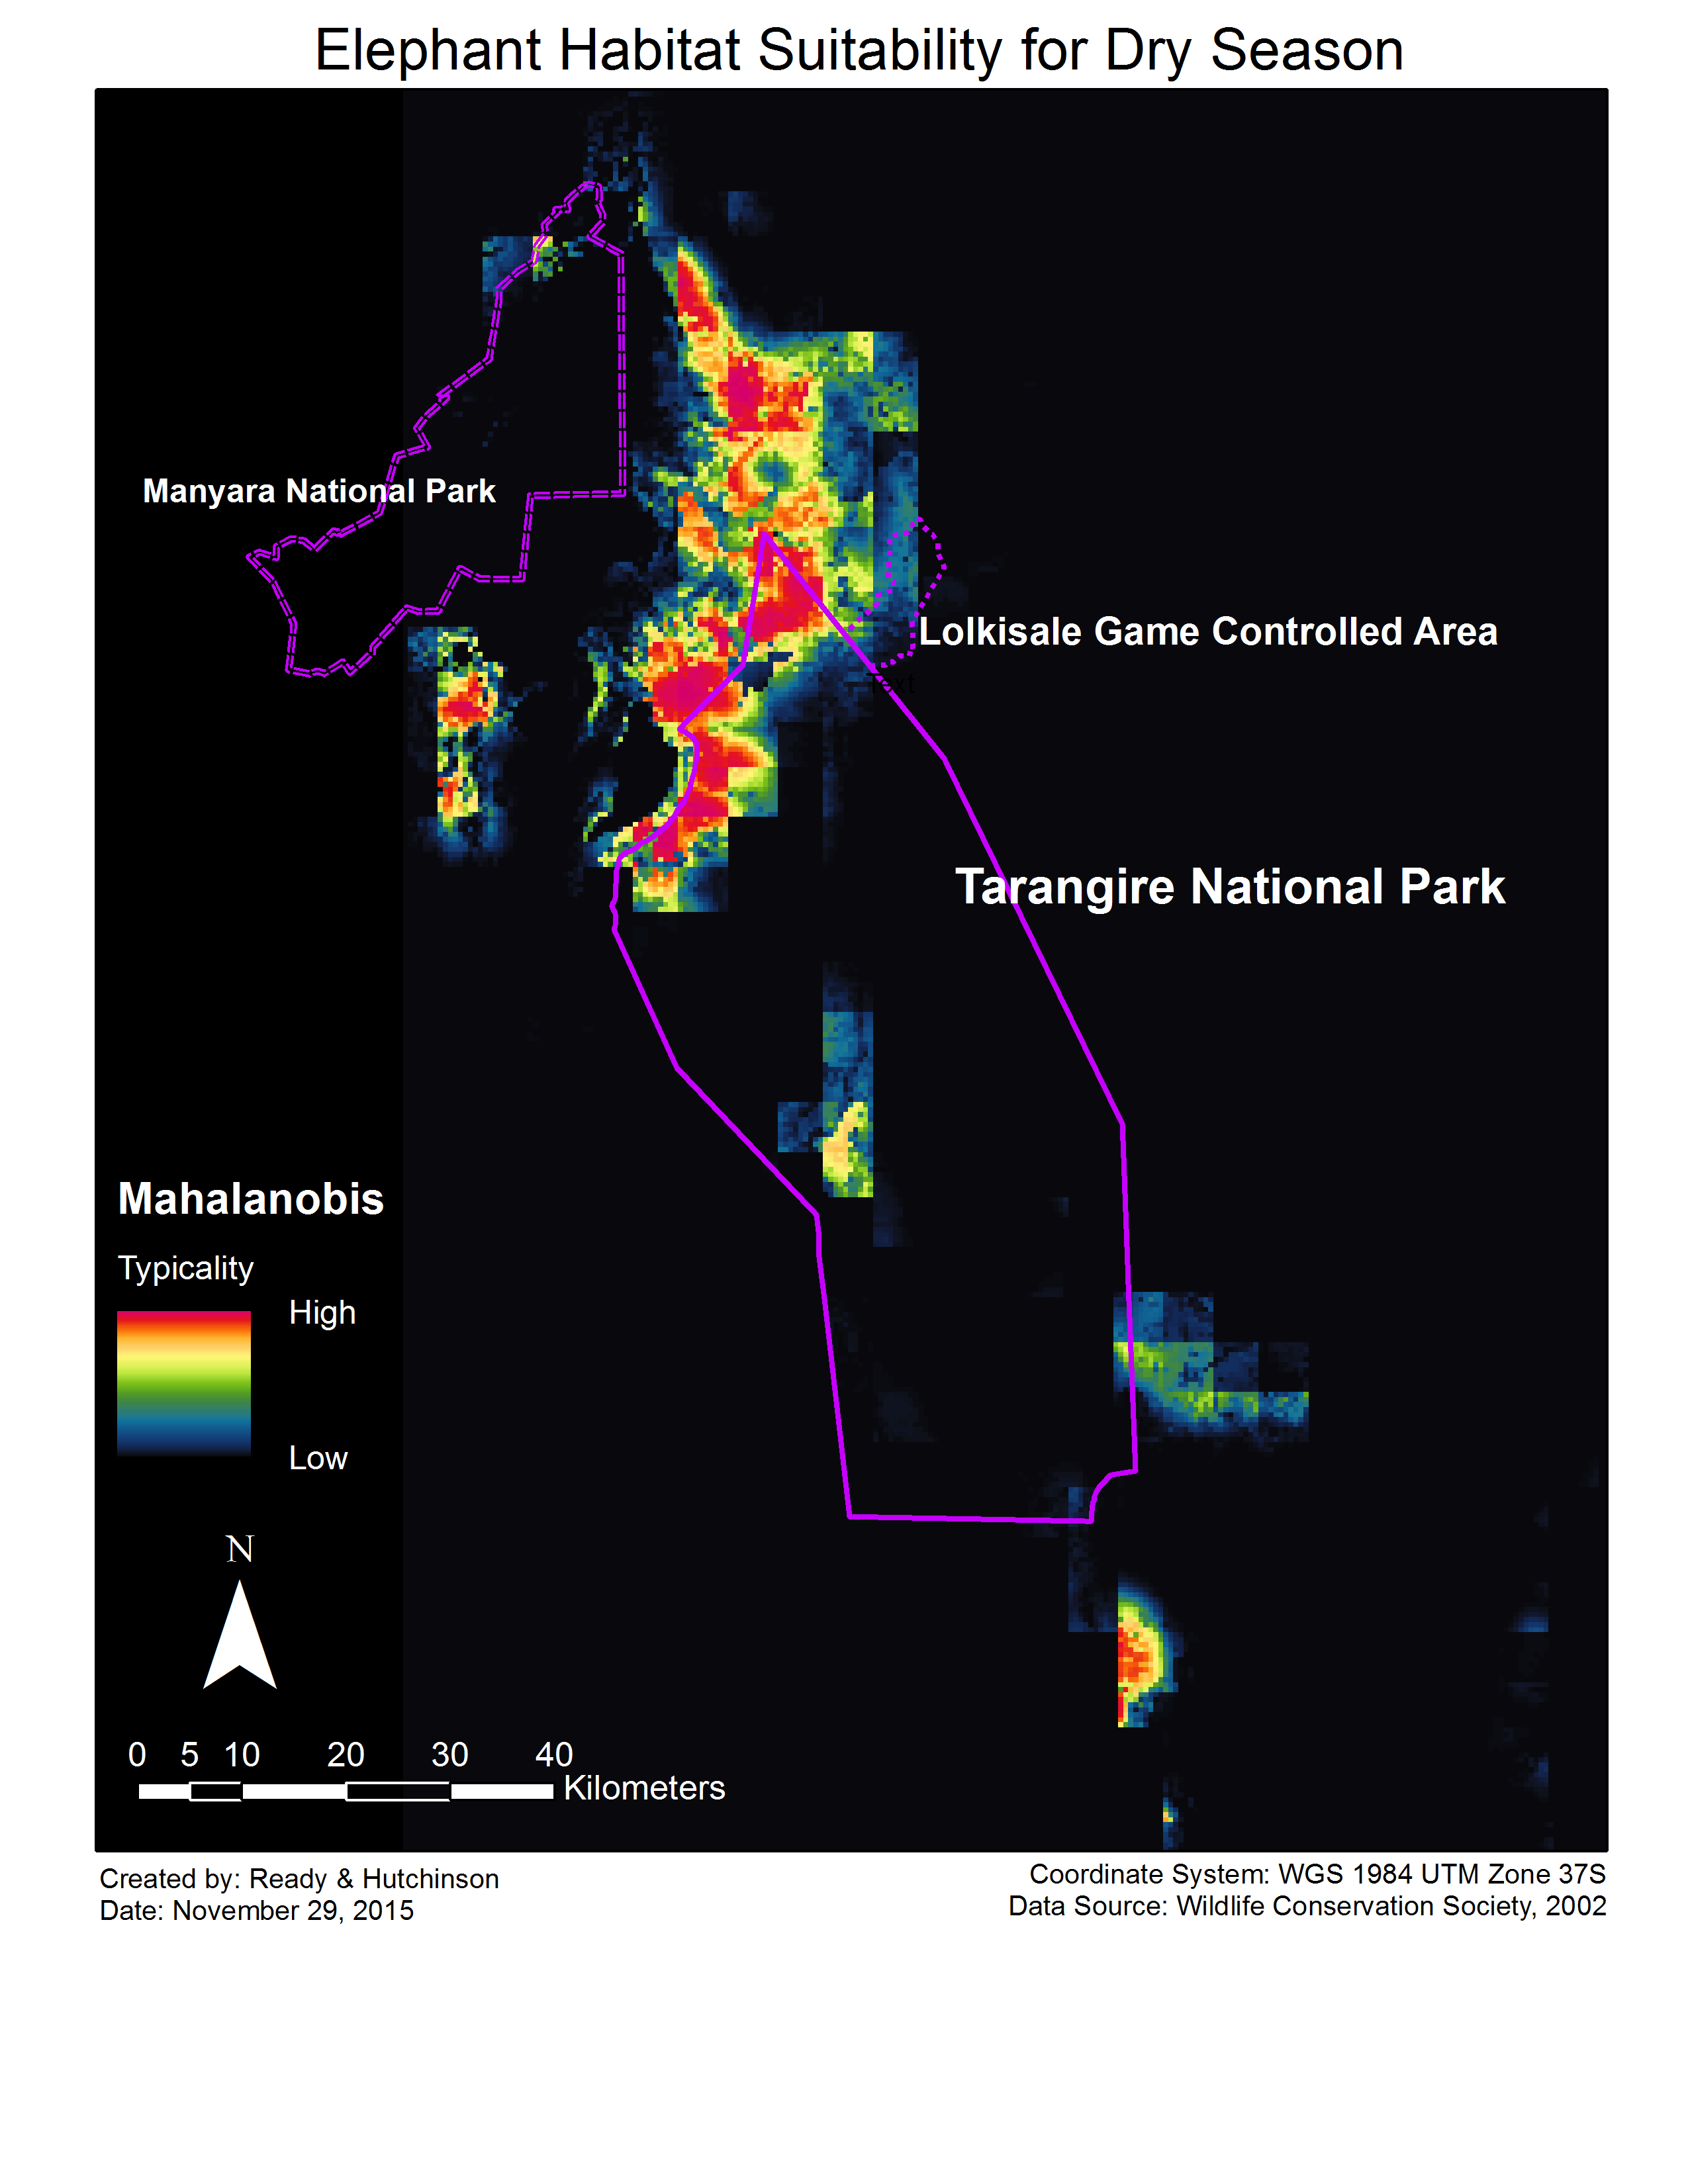 Elephant Habitat Suitability for Dry Season
Manyara National Park
Lolkisale Game Controlled Area
Text
Tarangire National Park
Mahalanobis
Typicality
High
Low
N
0 5 10 20 30 40
Kilometers
Created by: Ready & Hutchinson
Date: November 29, 2015
Coordinate System: WGS 1984 UTM Zone 37S
Data Source: Wildlife Conservation Society, 2002